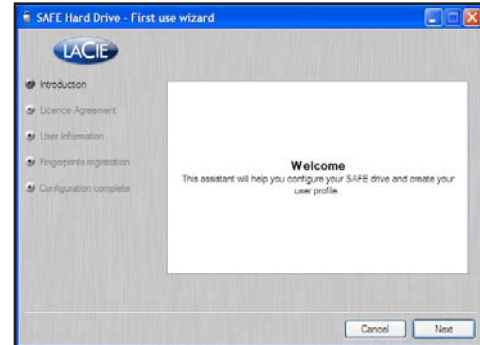 SAFE Hard Drive - First use wizard
LACIE
Introduction
Licence Agreement
User Information
Fingerprints registration
Configuration complete
Welcome
This assistant will help you configure your SAFE drive and create your
user profile.
Cancel
Next